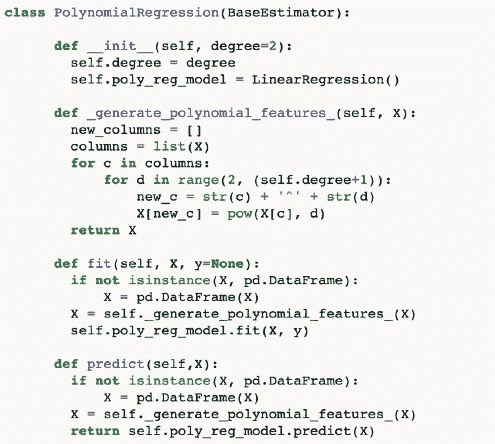 class PolynomialRegression(BaseEstimator):
def __init__(self, degree=2):
self.degree = degree
self.poly_reg_model = LinearRegression()
def _generate_polynomial_features_(self, X):
new_columns = []
columns = list(X)
for c in columns:
for d in range(2, (self.degree+1)):
new_c = str(c) + '^' + str(d)
X[new_c] = pow(X[c], d)
return X
def fit(self, X, y=None):
if not isinstance(X, pd.DataFrame):
X = pd.DataFrame(X)
X = self._generate_polynomial_features_(X)
self.poly_reg_model.fit(X, y)
def predict(self,X):
if not isinstance(X, pd.DataFrame):
X = pd.DataFrame(X)
X = self._generate_polynomial_features_(X)
return self.poly_reg_model.predict(X)